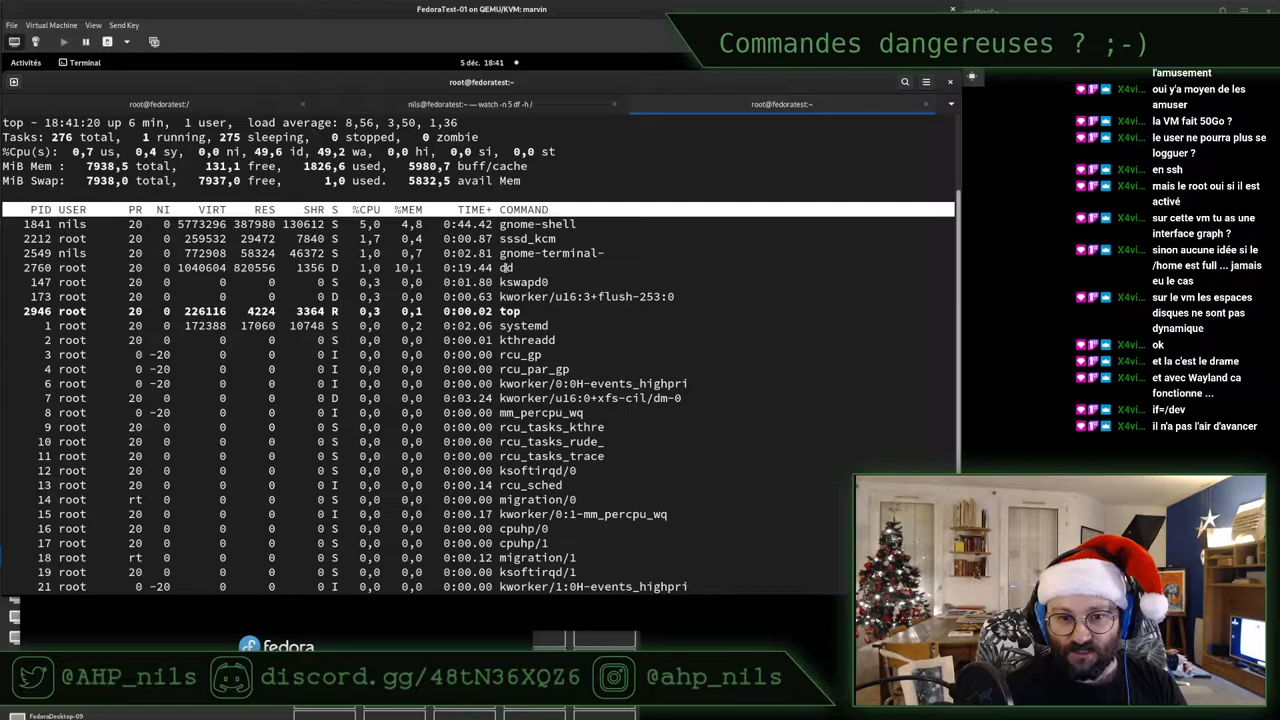 FedoraTest-01 on QEMU/KVM: marvin
File Virtual Machine View Send Key
Commandes dangereuses ? ;-)
Activités Terminal 5 déc. 18:41
root@fedoratest:~
root@fedoratest:/ nils@fedoratest:~ — watch -n 5 df -h / root@fedoratest:~
top - 18:41:20 up 6 min, 1 user, load average: 8,56, 3,50, 1,36
Tasks: 276 total, 1 running, 275 sleeping, 0 stopped, 0 zombie
%Cpu(s): 0,7 us, 0,4 sy, 0,0 ni, 49,6 id, 49,2 wa, 0,0 hi, 0,0 si, 0,0 st
MiB Mem : 7938,5 total, 131,1 free, 1826,6 used, 5980,7 buff/cache
MiB Swap: 7938,0 total, 7937,0 free, 1,0 used. 5832,5 avail Mem
PID USER PR NI VIRT RES SHR S %CPU %MEM TIME+ COMMAND
1841 nils 20 0 5773296 387980 130612 S 5,0 4,8 0:44.42 gnome-shell
2212 root 20 0 259532 29472 7840 S 1,7 0,4 0:00.87 sssd_kcm
2549 nils 20 0 772908 58324 46372 S 1,0 0,7 0:02.81 gnome-terminal-
2760 root 20 0 1040604 820556 1356 D 1,0 10,1 0:19.44 dd
147 root 20 0 0 0 0 S 0,3 0,0 0:01.80 kswapd0
173 root 20 0 0 0 0 D 0,3 0,0 0:00.63 kworker/u16:3+flush-253:0
2946 root 20 0 226116 4224 3364 R 0,3 0,1 0:00.02 top
1 root 20 0 172388 17060 10748 S 0,0 0,2 0:02.06 systemd
2 root 20 0 0 0 0 S 0,0 0,0 0:00.01 kthreadd
3 root 0 -20 0 0 0 I 0,0 0,0 0:00.00 rcu_gp
4 root 0 -20 0 0 0 I 0,0 0,0 0:00.00 rcu_par_gp
6 root 0 -20 0 0 0 I 0,0 0,0 0:00.00 kworker/0:0H-events_highpri
7 root 20 0 0 0 0 D 0,0 0,0 0:03.24 kworker/u16:0+xfs-cil/dm-0
8 root 0 -20 0 0 0 I 0,0 0,0 0:00.00 mm_percpu_wq
9 root 20 0 0 0 0 I 0,0 0,0 0:00.00 rcu_tasks_kthre
10 root 20 0 0 0 0 I 0,0 0,0 0:00.00 rcu_tasks_rude_
11 root 20 0 0 0 0 I 0,0 0,0 0:00.00 rcu_tasks_trace
12 root 20 0 0 0 0 S 0,0 0,0 0:00.00 ksoftirqd/0
13 root 20 0 0 0 0 I 0,0 0,0 0:00.14 rcu_sched
14 root rt 0 0 0 0 S 0,0 0,0 0:00.00 migration/0
15 root 20 0 0 0 0 I 0,0 0,0 0:00.17 kworker/0:1-mm_percpu_wq
16 root 20 0 0 0 0 S 0,0 0,0 0:00.00 cpuhp/0
17 root 20 0 0 0 0 S 0,0 0,0 0:00.00 cpuhp/1
18 root rt 0 0 0 0 S 0,0 0,0 0:00.12 migration/1
19 root 20 0 0 0 0 S 0,0 0,0 0:00.00 ksoftirqd/1
21 root 0 -20 0 0 0 I 0,0 0,0 0:00.00 kworker/1:0H-events_highpri
l'amusement
X4vi... oui y'a moyen de les
amuser
X4vi... la VM fait 50Go ?
X4vi... le user ne pourra plus se
logguer ?
X4vi... en ssh
X4vi... mais le root oui si il est
activé
X4vi... sur cette vm tu as une
interface graph ?
X4vi... sinon aucune idée si le
/home est full ... jamais
eu le cas
X4vi... sur le vm les espaces
disques ne sont pas
dynamique
X4vi... ok
X4vi... et la c'est le drame
X4vi... et avec Wayland ca
fonctionne ...
X4vi... if=/dev
X4vi... il n'a pas l'air d'avancer
fedora
@AHP_nils discord.gg/48tN36XQZ6 @ahp_nils
FedoraDesktop-09